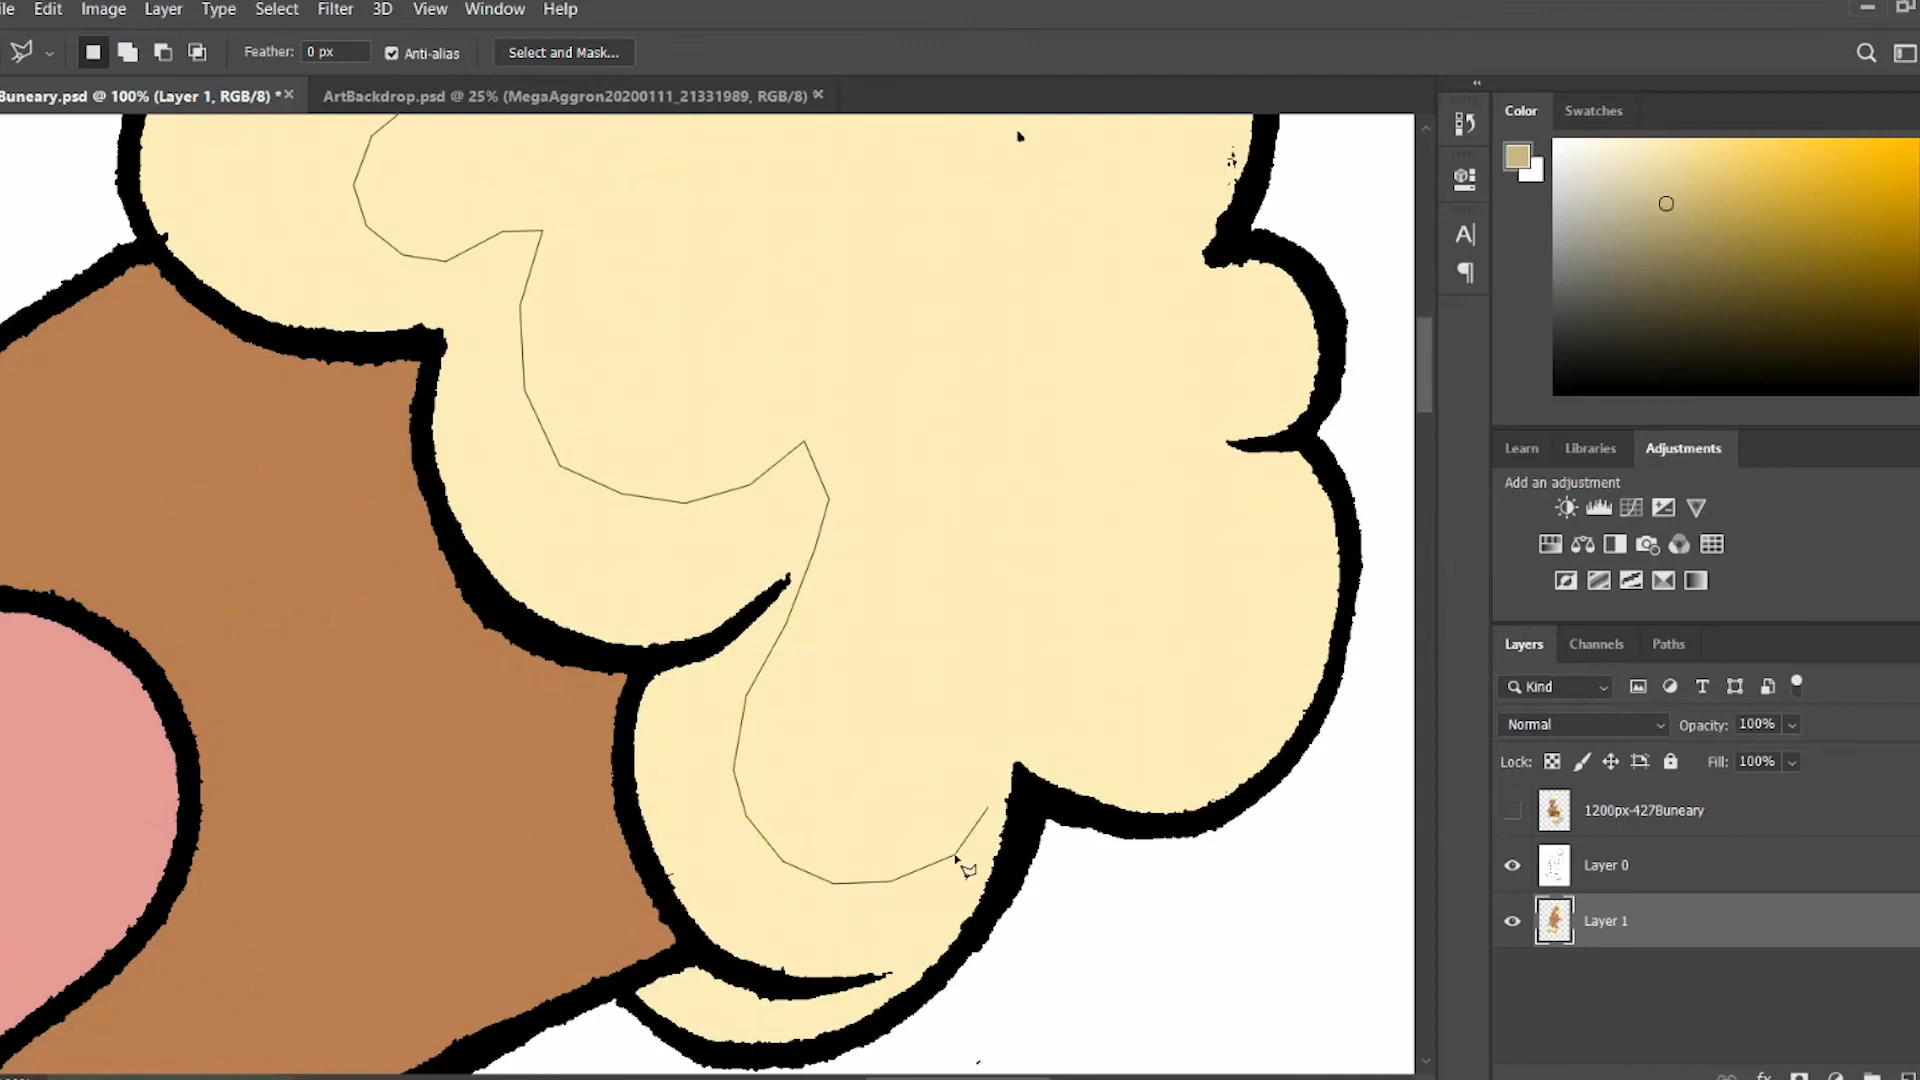 ile Edit Image Layer Type Select Filter 3D View Window Help
Feather: 0 px Anti-alias Select and Mask...
Buneary.psd @ 100% (Layer 1, RGB/8) * ArtBackdrop.psd @ 25% (MegaAggron20200111_21331989, RGB/8)
Color Swatches
Learn Libraries Adjustments
Add an adjustment
Layers Channels Paths
Kind
Normal Opacity: 100%
Lock: Fill: 100%
1200px-427Buneary
Layer 0
Layer 1